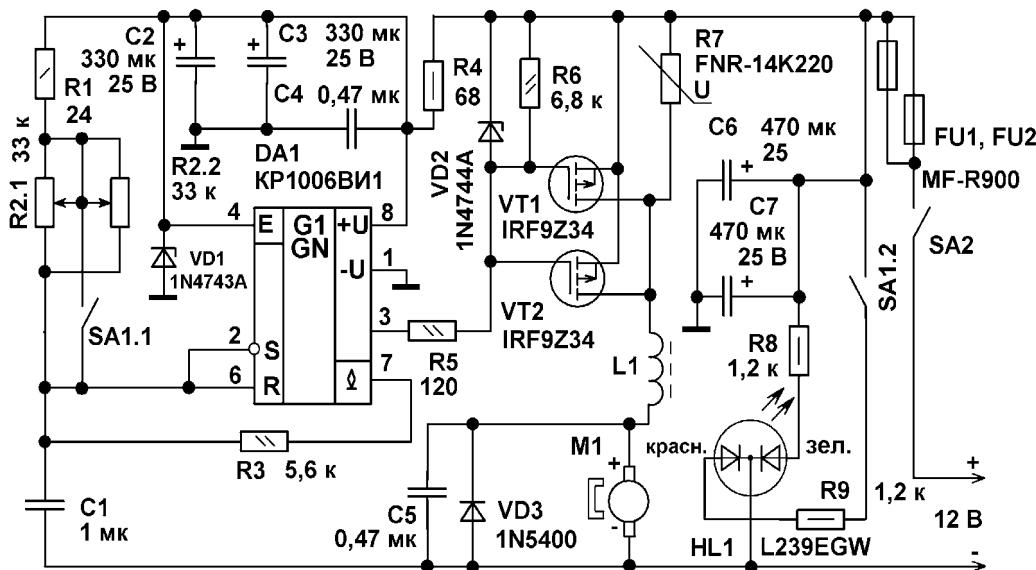 C2
330 мк
25 В
C3
330 мк
25 В
C4
0,47 мк
R1
24
33 к
R2.1
R2.2
33 к
DA1
КР1006ВИ1
R4
68
R6
6,8 к
R7
FNR-14K220
U
VD2
1N4744A
VT1
IRF9Z34
VT2
IRF9Z34
C6
470 мк
25
C7
470 мк
25 В
FU1, FU2
MF-R900
SA2
SA1.2
4
E
G1
GN
+U
8
-U
1
3
2
S
6
R
7
VD1
1N4743A
SA1.1
R5
120
L1
R8
1,2 к
R3
5,6 к
C1
1 мк
C5
0,47 мк
VD3
1N5400
M1
+
-
красн.
зел.
R9
1,2 к
HL1
L239EGW
+
12 В
-